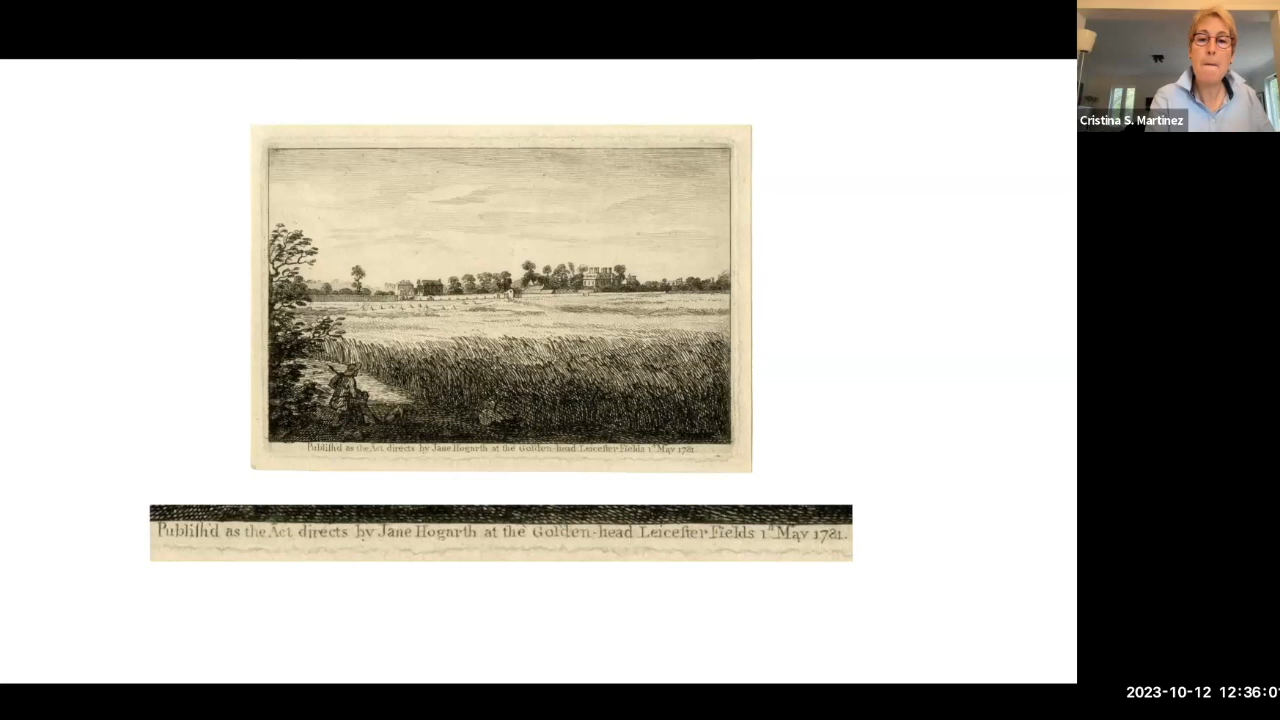 Cristina S. Martinez
Publiſh'd as the Act directs by Jane Hogarth at the Golden-head Leiceſter Fields 1st May 1781.
Publiſh'd as the Act directs by Jane Hogarth at the Golden-head Leiceſter Fields 1st May 1781.
2023-10-12 12:36:0